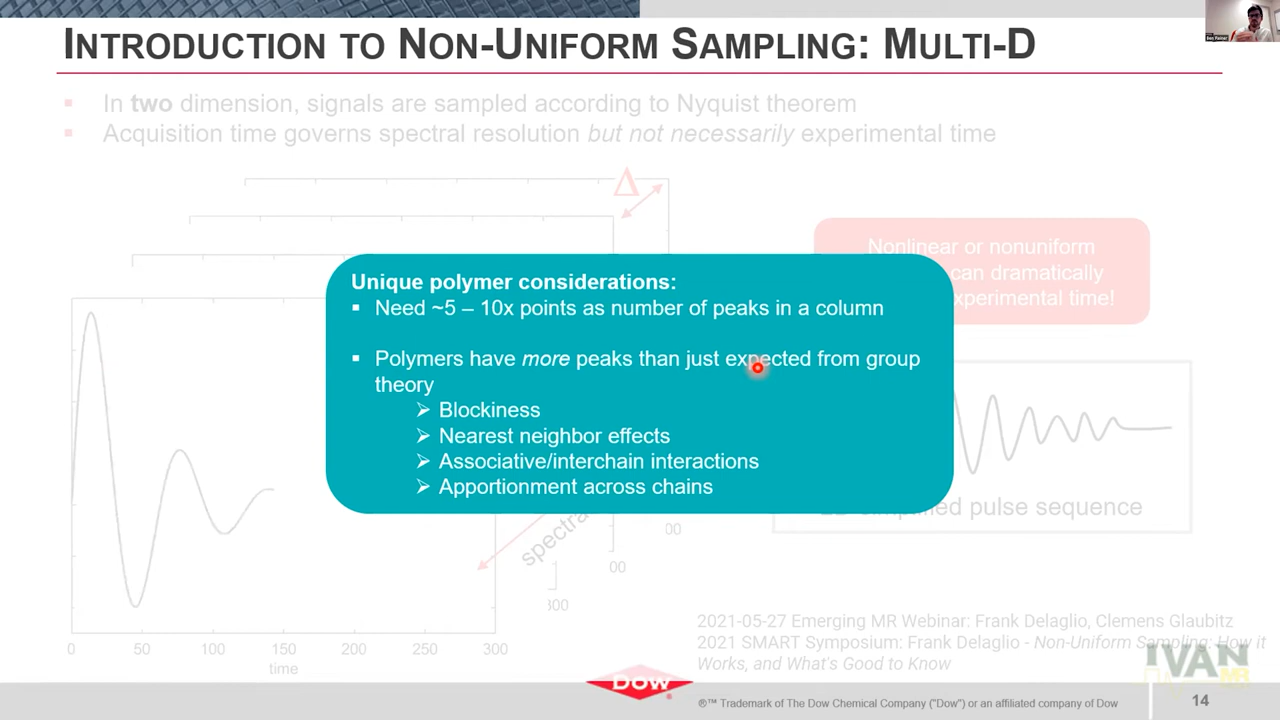 INTRODUCTION TO NON-UNIFORM SAMPLING: MULTI-D
▪ In two dimension, signals are sampled according to Nyquist theorem
▪ Acquisition time governs spectral resolution but not necessarily experimental time
Δ
Nonlinear or nonuniform
can dramatically
experimental time!
Unique polymer considerations:
▪ Need ~5 – 10x points as number of peaks in a column
▪ Polymers have more peaks than just expected from group
theory
➢ Blockiness
➢ Nearest neighbor effects
➢ Associative/interchain interactions
➢ Apportionment across chains
pulse sequence
spectra
00
00
300
0 50 100 150 200 250 300
time
2021-05-27 Emerging MR Webinar: Frank Delaglio, Clemens Glaubitz
2021 SMART Symposium: Frank Delaglio - Non-Uniform Sampling: How it
Works, and What's Good to Know
IVAN
MR
Dow
®™ Trademark of The Dow Chemical Company ("Dow") or an affiliated company of Dow
14